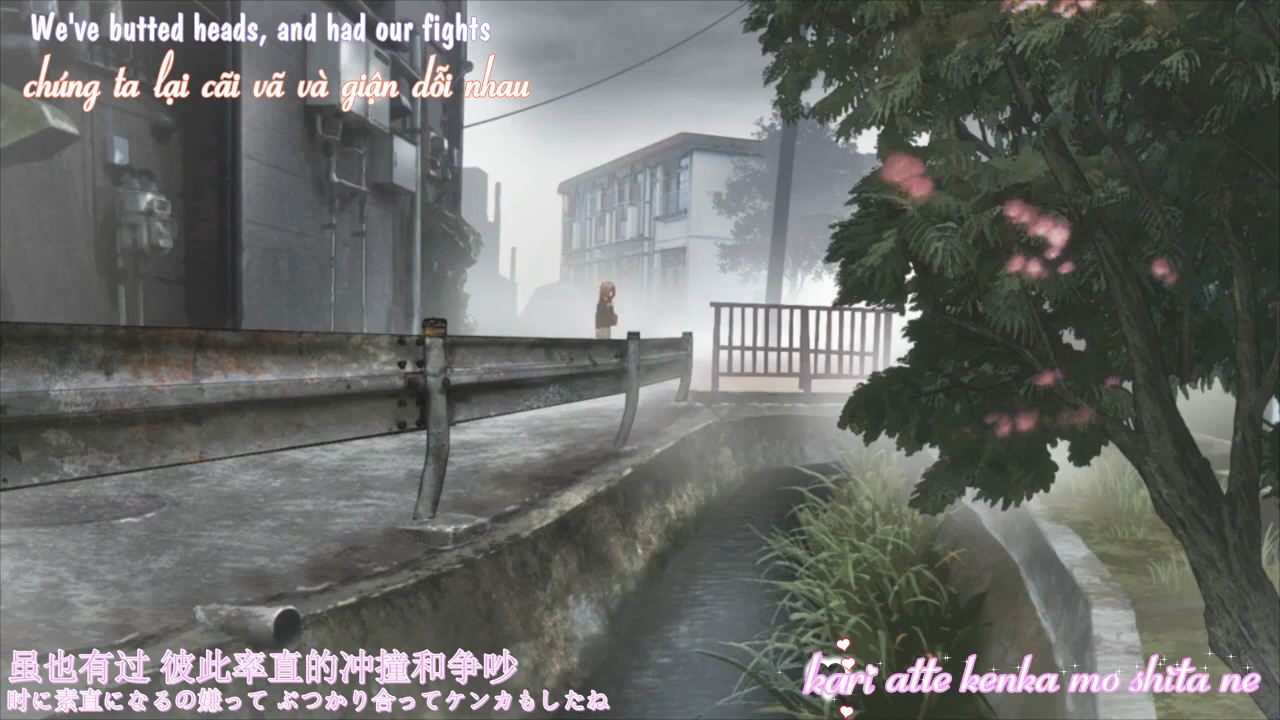 We've butted heads, and had our fights
chúng ta lại cãi vã và giận dỗi nhau
虽也有过 彼此率直的冲撞和争吵
时に素直になるの嫌って ぶつかり合ってケンカもしたね
kari atte kenka mo shita ne